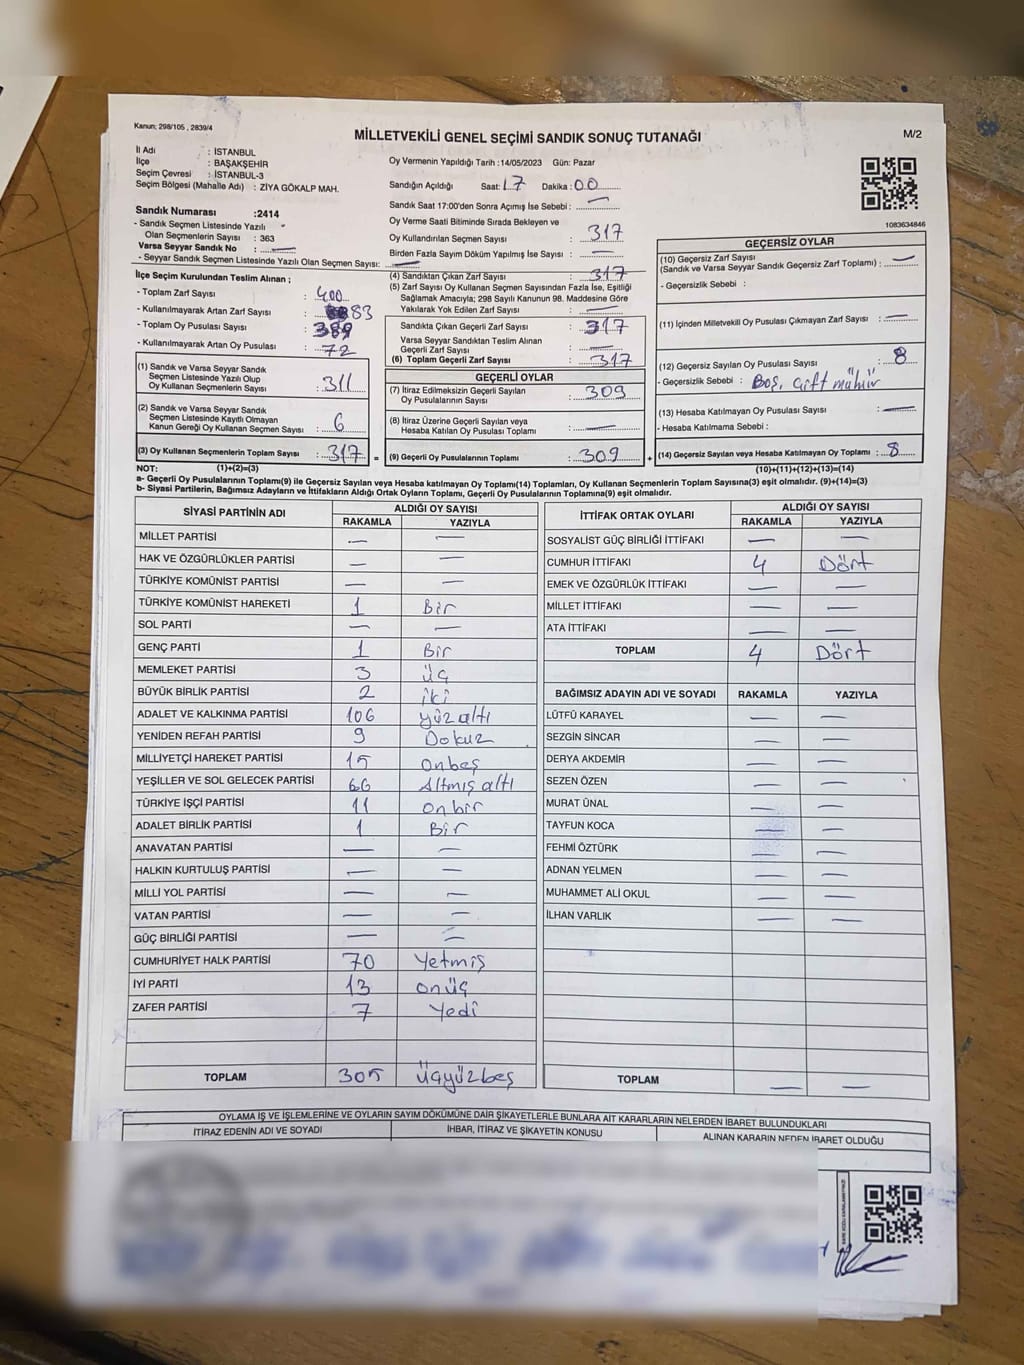 Kanun; 298/105 , 2839/4
MİLLETVEKİLİ GENEL SEÇİMİ SANDIK SONUÇ TUTANAĞI
M/2
İl Adı : İSTANBUL
İlçe : BAŞAKŞEHİR
Seçim Çevresi : İSTANBUL-3
Seçim Bölgesi (Mahalle Adı) : ZİYA GÖKALP MAH.
Oy Vermenin Yapıldığı Tarih :14/05/2023 Gün: Pazar
Sandığın Açıldığı Saat: 17 Dakika: 00
Sandık Saat 17:00'den Sonra Açımış İse Sebebi : —
1083634846
Sandık Numarası :2414
- Sandık Seçmen Listesinde Yazılı
Olan Seçmenlerin Sayısı : 363
Varsa Seyyar Sandık No : —
- Seyyar Sandık Seçmen Listesinde Yazılı Olan Seçmen Sayısı: —
Oy Verme Saati Bitiminde Sırada Bekleyen ve
Oy Kullandırılan Seçmen Sayısı : 317
Birden Fazla Sayım Döküm Yapılmış İse Sayısı : —
İlçe Seçim Kurulundan Teslim Alınan ;
- Toplam Zarf Sayısı : 400
- Kullanılmayarak Artan Zarf Sayısı : 83
- Toplam Oy Pusulası Sayısı : 389
- Kullanılmayarak Artan Oy Pusulası : 72
(1) Sandık ve Varsa Seyyar Sandık
Seçmen Listesinde Yazılı Olup
Oy Kullanan Seçmenlerin Sayısı : 311
(2) Sandık ve Varsa Seyyar Sandık
Seçmen Listesinde Kayıtlı Olmayan
Kanun Gereği Oy Kullanan Seçmen Sayısı : 6
(3) Oy Kullanan Seçmenlerin Toplam Sayısı : 317 =
(4) Sandıktan Çıkan Zarf Sayısı : 317
(5) Zarf Sayısı Oy Kullanan Seçmen Sayısından Fazla İse, Eşitliği
Sağlamak Amacıyla; 298 Sayılı Kanunun 98. Maddesine Göre
Yakılarak Yok Edilen Zarf Sayısı : —
Sandıkta Çıkan Geçerli Zarf Sayısı : 317
Varsa Seyyar Sandıktan Teslim Alınan
Geçerli Zarf Sayısı : —
(6) Toplam Geçerli Zarf Sayısı : 317
GEÇERLİ OYLAR
(7) İtiraz Edilmeksizin Geçerli Sayılan
Oy Pusulalarının Sayısı : 309
(8) İtiraz Üzerine Geçerli Sayılan veya
Hesaba Katılan Oy Pusulası Toplamı : —
(9) Geçerli Oy Pusulalarının Toplamı : 309 +
GEÇERSİZ OYLAR
(10) Geçersiz Zarf Sayısı
(Sandık ve Varsa Seyyar Sandık Geçersiz Zarf Toplamı) : —
- Geçersizlik Sebebi :
(11) İçinden Milletvekili Oy Pusulası Çıkmayan Zarf Sayısı : —
(12) Geçersiz Sayılan Oy Pusulası Sayısı : 8
- Geçersizlik Sebebi : Boş, çift mühür
(13) Hesaba Katılmayan Oy Pusulası Sayısı : —
- Hesaba Katılmama Sebebi :
(14) Geçersiz Sayılan veya Hesaba Katılmayan Oy Toplamı : 8
NOT: (1)+(2)=(3)
(10)+(11)+(12)+(13)=(14)
a- Geçerli Oy Pusulalarının Toplamı(9) ile Geçersiz Sayılan veya Hesaba Katılmayan Oy Toplamı(14) Toplamları, Oy Kullanan Seçmenlerin Toplam Sayısına(3) eşit olmalıdır. (9)+(14)=(3)
b- Siyasi Partilerin, Bağımsız Adayların ve İttifakların Aldığı Ortak Oyların Toplamı, Geçerli Oy Pusulalarının Toplamına(9) eşit olmalıdır.
SİYASİ PARTİNİN ADI ALDIĞI OY SAYISI
RAKAMLA YAZIYLA
MİLLET PARTİSİ — —
HAK VE ÖZGÜRLÜKLER PARTİSİ — —
TÜRKİYE KOMÜNİST PARTİSİ — —
TÜRKİYE KOMÜNİST HAREKETİ 1 Bir
SOL PARTİ — —
GENÇ PARTİ 1 Bir
MEMLEKET PARTİSİ 3 üç
BÜYÜK BİRLİK PARTİSİ 2 iki
ADALET VE KALKINMA PARTİSİ 106 yüzaltı
YENİDEN REFAH PARTİSİ 9 Dokuz
MİLLİYETÇİ HAREKET PARTİSİ 15 onbeş
YEŞİLLER VE SOL GELECEK PARTİSİ 66 Altmış altı
TÜRKİYE İŞÇİ PARTİSİ 11 onbir
ADALET BİRLİK PARTİSİ 1 Bir
ANAVATAN PARTİSİ — —
HALKIN KURTULUŞ PARTİSİ — —
MİLLİ YOL PARTİSİ — —
VATAN PARTİSİ — —
GÜÇ BİRLİĞİ PARTİSİ — —
CUMHURİYET HALK PARTİSİ 70 Yetmiş
İYİ PARTİ 13 onüç
ZAFER PARTİSİ 7 Yedi
TOPLAM 305 üçyüzbeş
İTTİFAK ORTAK OYLARI ALDIĞI OY SAYISI
RAKAMLA YAZIYLA
SOSYALİST GÜÇ BİRLİĞİ İTTİFAKI — —
CUMHUR İTTİFAKI 4 Dört
EMEK VE ÖZGÜRLÜK İTTİFAKI — —
MİLLET İTTİFAKI — —
ATA İTTİFAKI — —
TOPLAM 4 Dört
BAĞIMSIZ ADAYIN ADI VE SOYADI RAKAMLA YAZIYLA
LÜTFÜ KARAYEL — —
SEZGİN SİNCAR — —
DERYA AKDEMİR — —
SEZEN ÖZEN — —
MURAT ÜNAL — —
TAYFUN KOCA — —
FEHMİ ÖZTÜRK — —
ADNAN YELMEN — —
MUHAMMET ALİ OKUL — —
İLHAN VARLIK — —
TOPLAM — —
OYLAMA İŞ VE İŞLEMLERİNE VE OYLARIN SAYIM DÖKÜMÜNE DAİR ŞİKAYETLERLE BUNLARA AİT KARARLARIN NELERDEN İBARET BULUNDUKLARI
İTİRAZ EDENİN ADI VE SOYADI İHBAR, İTİRAZ VE ŞİKAYETİN KONUSU ALINAN KARARIN NEDEN İBARET OLDUĞU